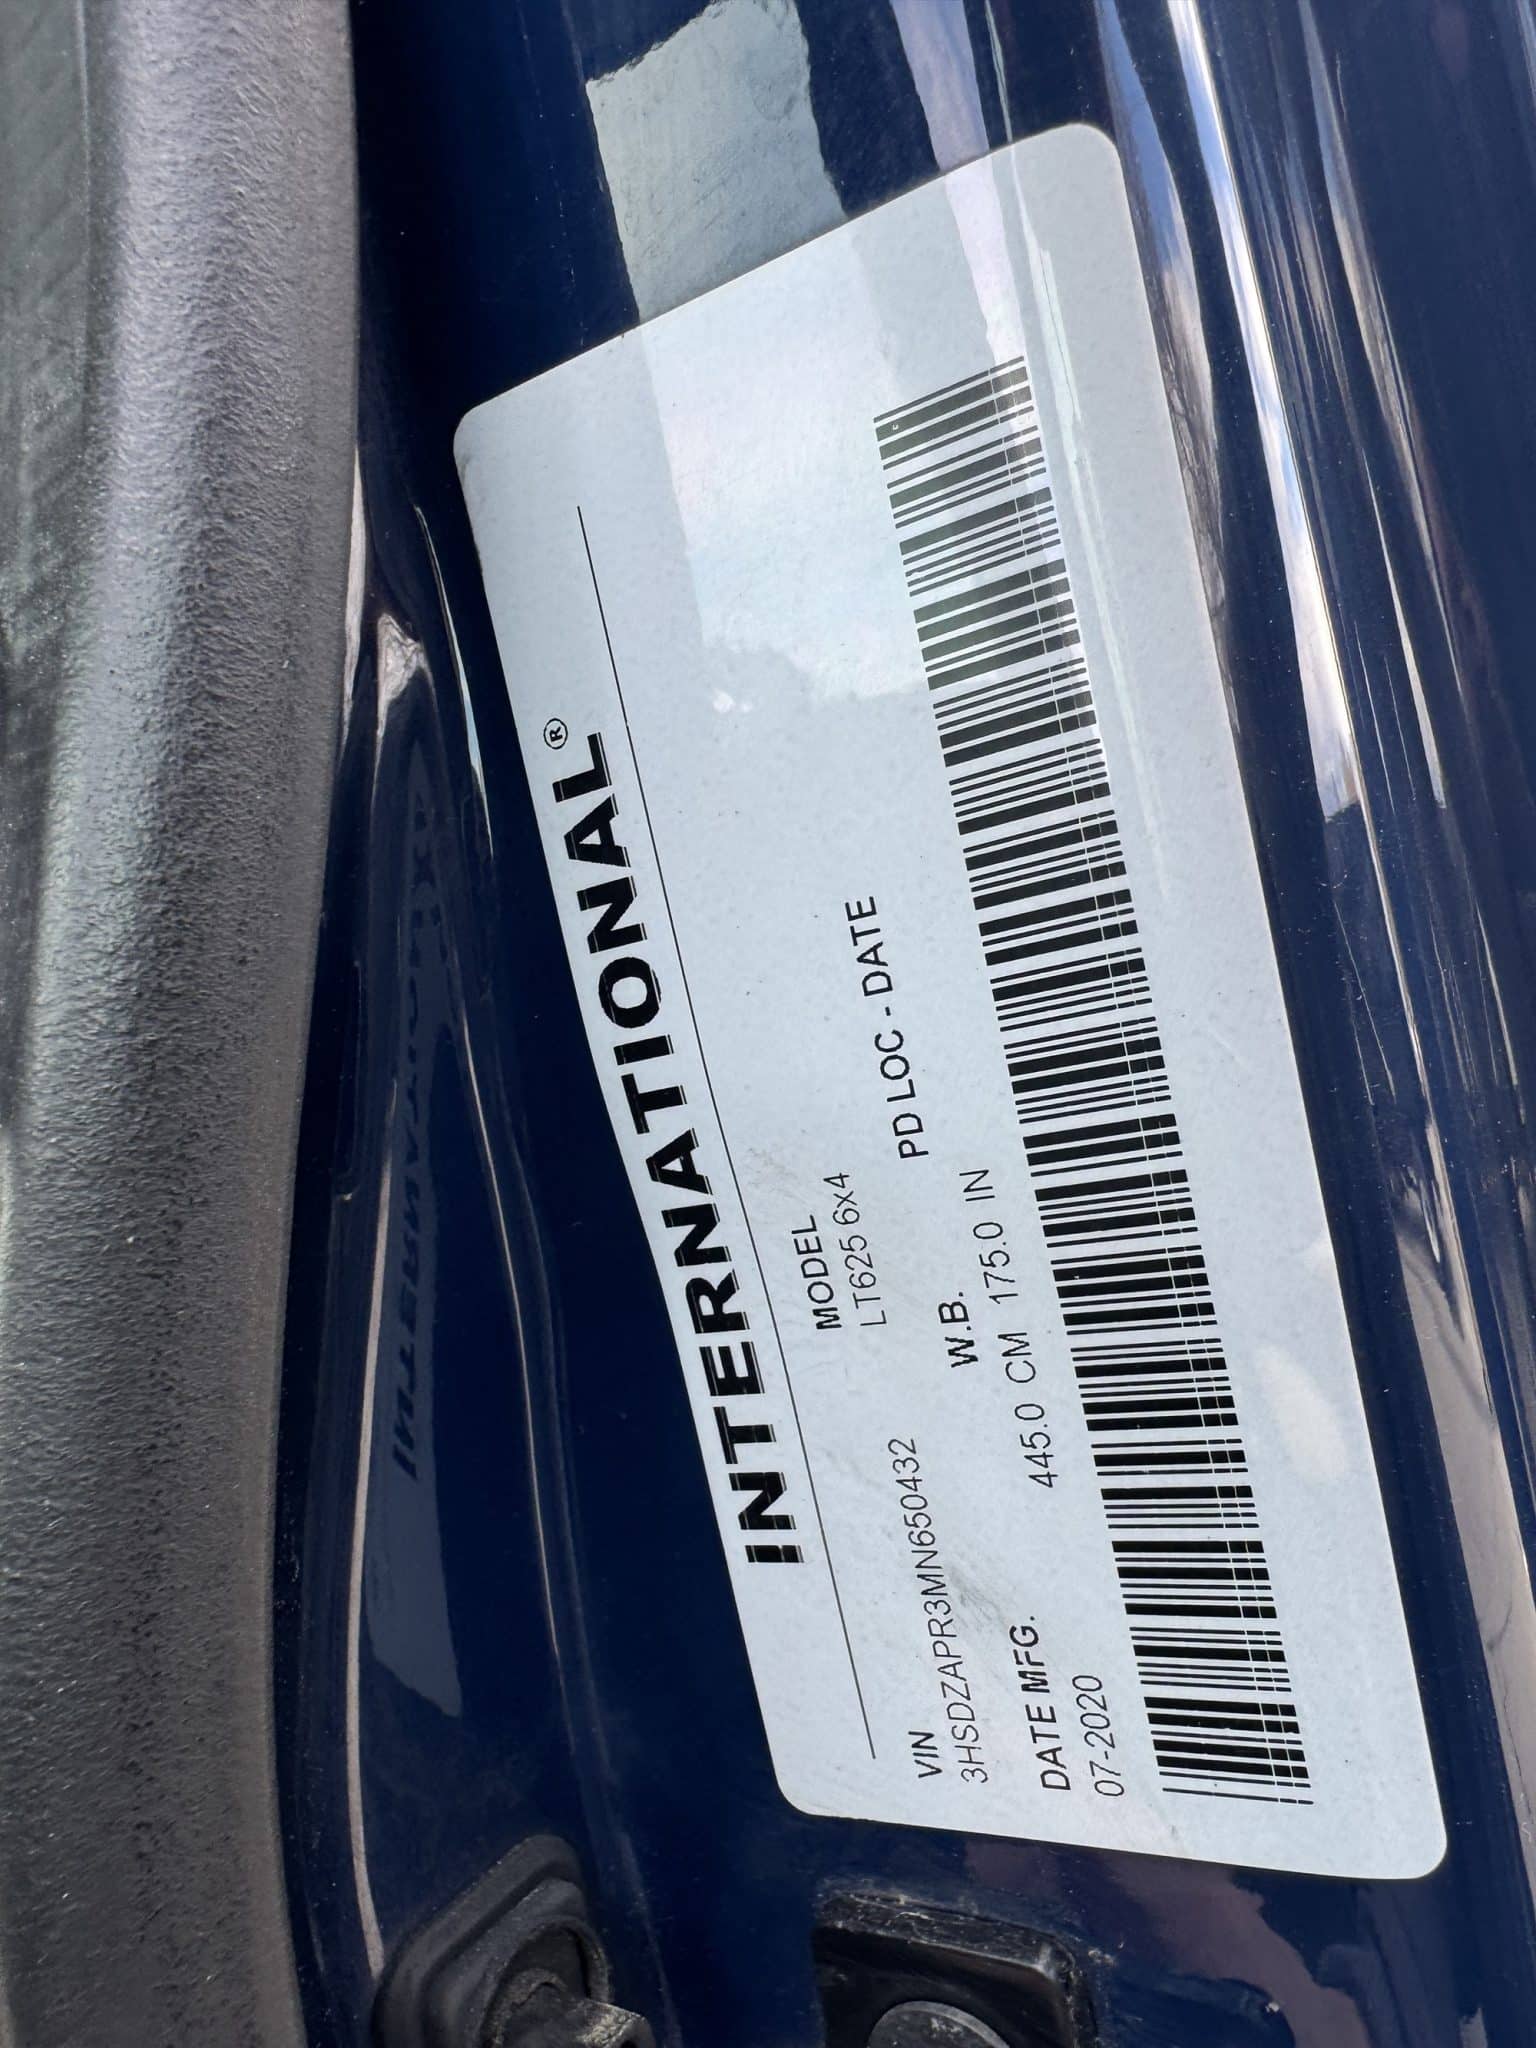 INTERNATIONAL®
MODEL
LT625 6x4
VIN
3HSDZAPR3MN650432
PD LOC - DATE
W.B.
445.0 CM 175.0 IN
DATE MFG.
07-2020